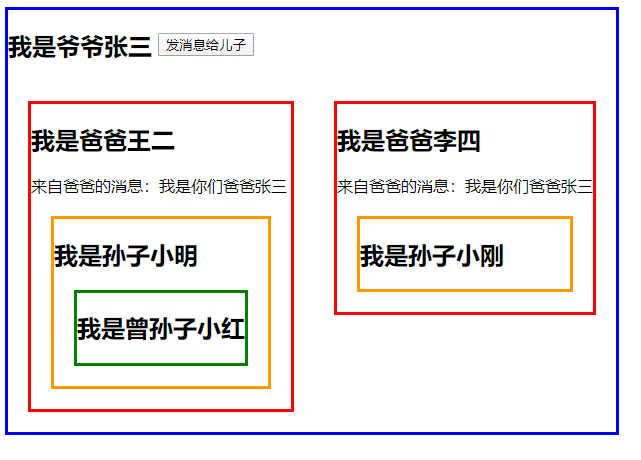 我是爷爷张三 发消息给儿子
我是爸爸王二
来自爸爸的消息：我是你们爸爸张三
我是孙子小明
我是曾孙子小红
我是爸爸李四
来自爸爸的消息：我是你们爸爸张三
我是孙子小刚